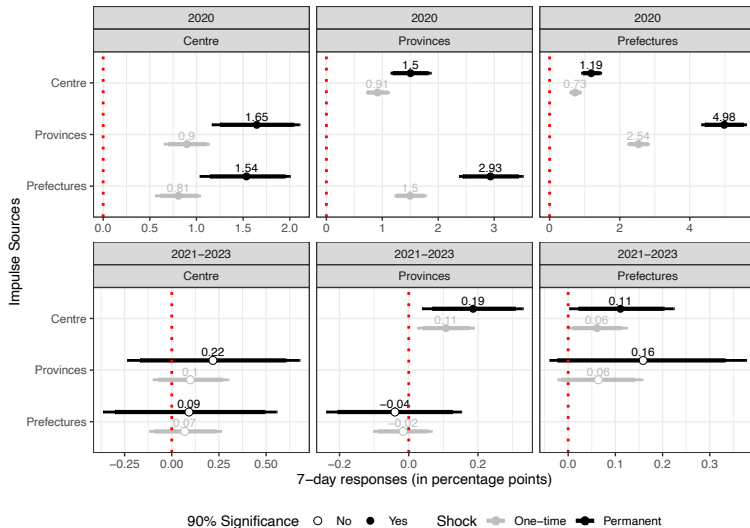 2020 2020 2020
Centre Provinces Prefectures
Impulse Sources
Centre 1.5 1.19
0.91 0.73
Provinces 1.65 4.98
0.9 2.54
Prefectures 1.54 2.93
0.81 1.5
0.0 0.5 1.0 1.5 2.0 0 1 2 3 0 2 4
2021−2023 2021−2023 2021−2023
Centre Provinces Prefectures
Centre 0.19 0.11
0.11 0.06
Provinces 0.22 0.16
0.1 0.06
Prefectures 0.09 −0.04
0.07 −0.02
−0.25 0.00 0.25 0.50 −0.2 0.0 0.2 0.0 0.1 0.2 0.3
7−day responses (in percentage points)
90% Significance No Yes Shock One−time Permanent